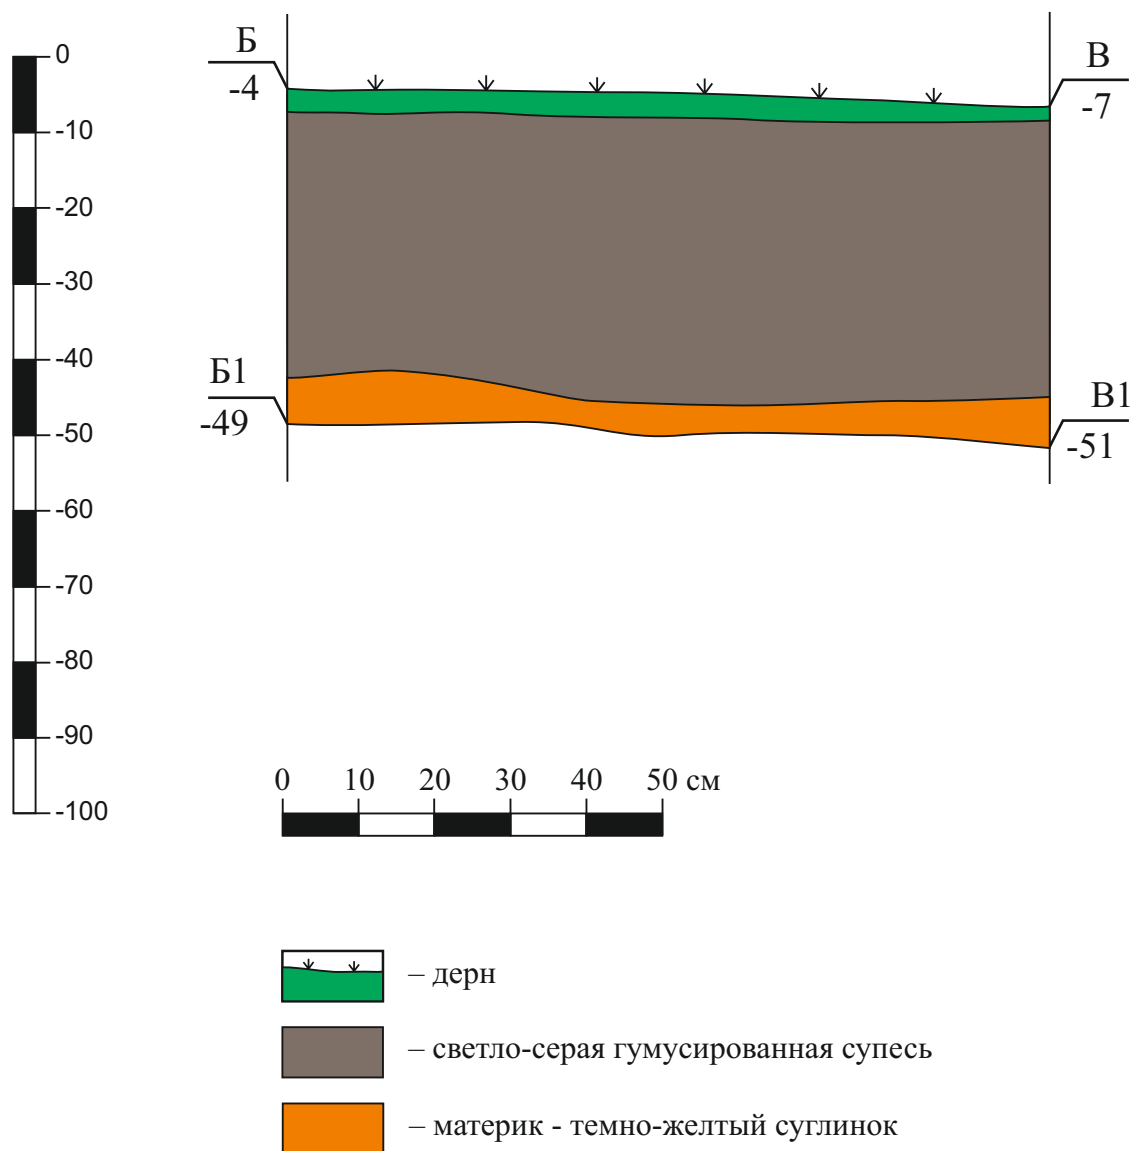 0
-10
-20
-30
-40
-50
-60
-70
-80
-90
-100
Б
-4
В
-7
Б1
-49
В1
-51
0 10 20 30 40 50 см
– дерн
– светло-серая гумусированная супесь
– материк - темно-желтый суглинок